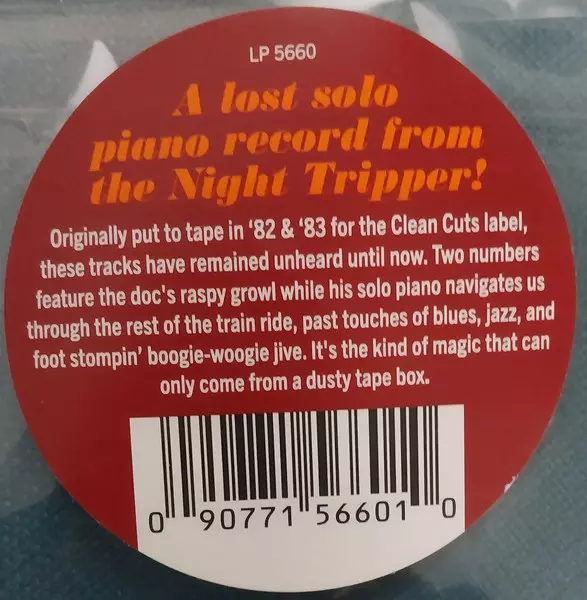 LP 5660
A lost solo
piano record from
the Night Tripper!
Originally put to tape in ‘82 & ‘83 for the Clean Cuts label,
these tracks have remained unheard until now. Two numbers
feature the doc's raspy growl while his solo piano navigates us
through the rest of the train ride, past touches of blues, jazz, and
foot stompin’ boogie-woogie jive. It's the kind of magic that can
only come from a dusty tape box.
0 90771 56601 0